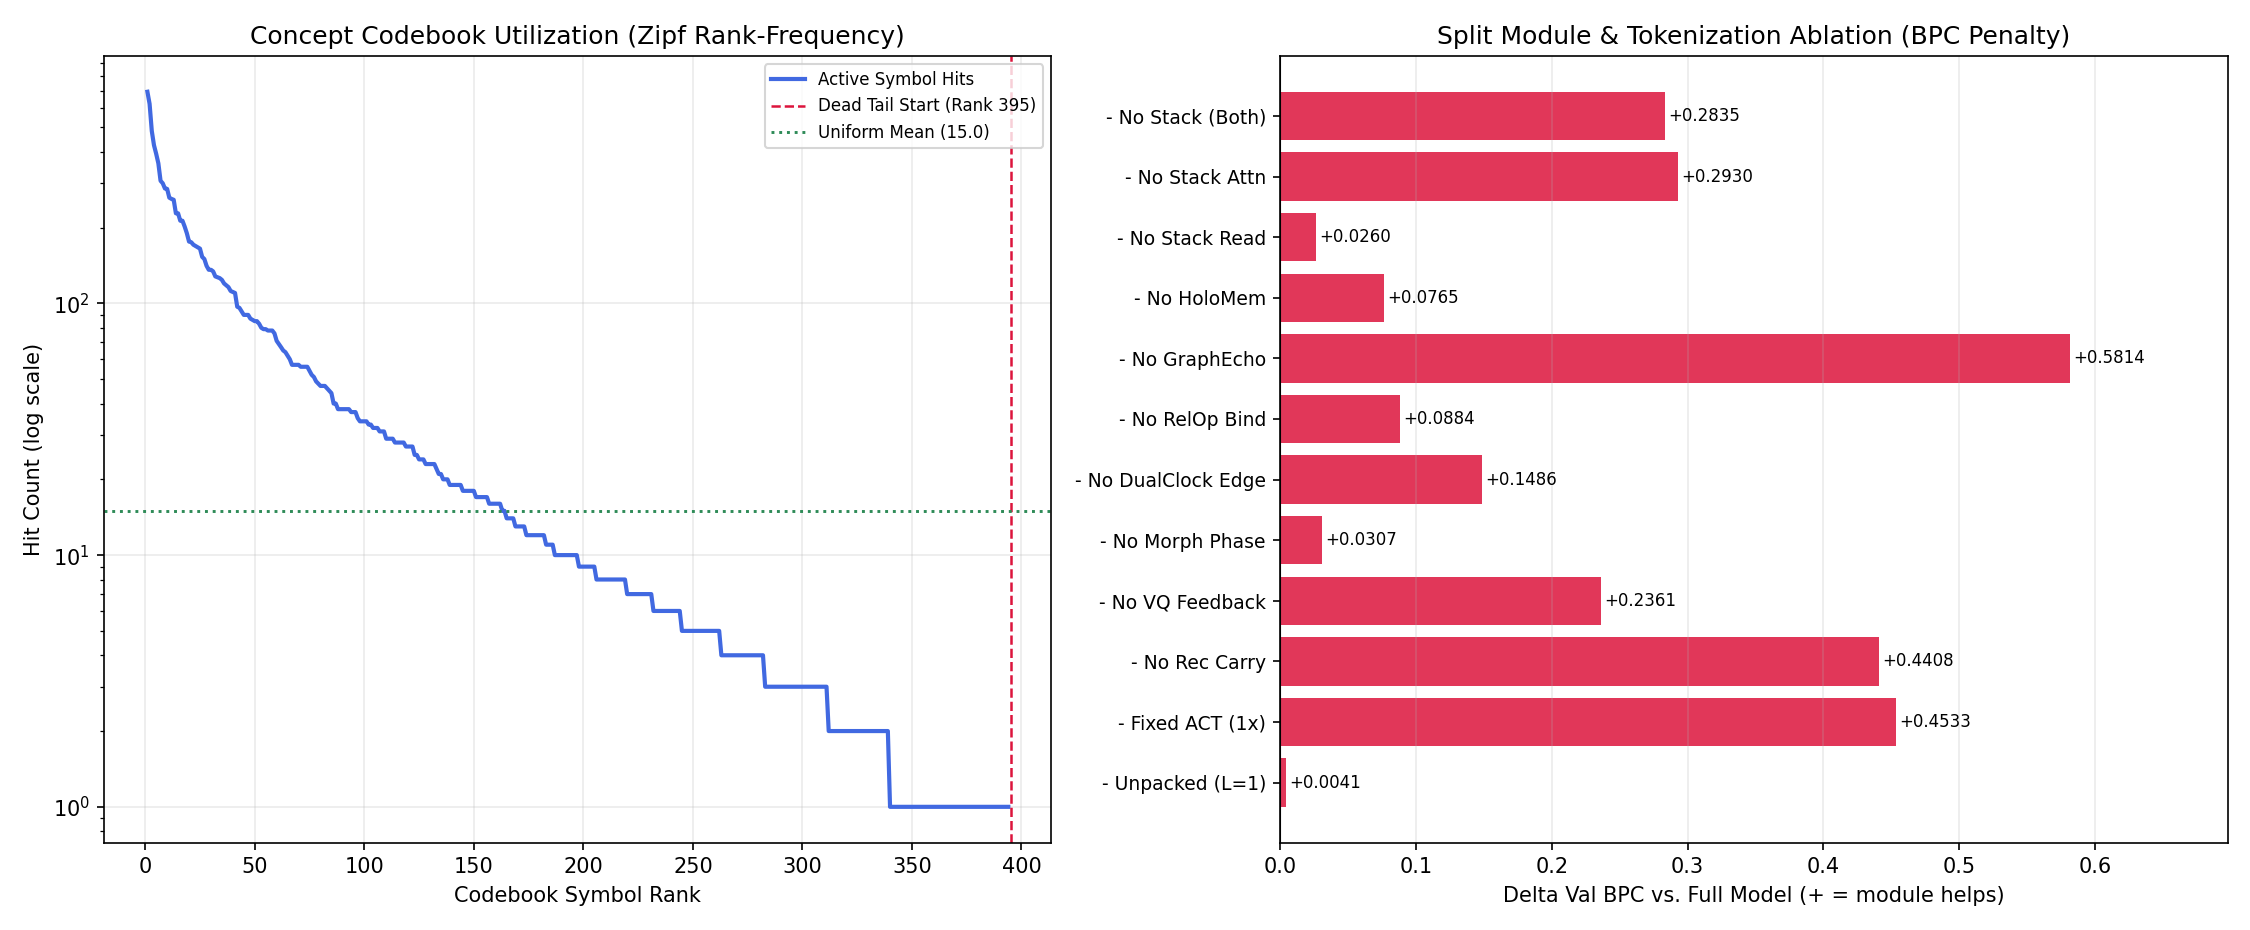 Concept Codebook Utilization (Zipf Rank-Frequency)
Active Symbol Hits
Dead Tail Start (Rank 395)
Uniform Mean (15.0)
Hit Count (log scale)
10²
10¹
10⁰
0 50 100 150 200 250 300 350 400
Codebook Symbol Rank
Split Module & Tokenization Ablation (BPC Penalty)
- No Stack (Both) +0.2835
- No Stack Attn +0.2930
- No Stack Read +0.0260
- No HoloMem +0.0765
- No GraphEcho +0.5814
- No RelOp Bind +0.0884
- No DualClock Edge +0.1486
- No Morph Phase +0.0307
- No VQ Feedback +0.2361
- No Rec Carry +0.4408
- Fixed ACT (1x) +0.4533
- Unpacked (L=1) +0.0041
0.0 0.1 0.2 0.3 0.4 0.5 0.6
Delta Val BPC vs. Full Model (+ = module helps)